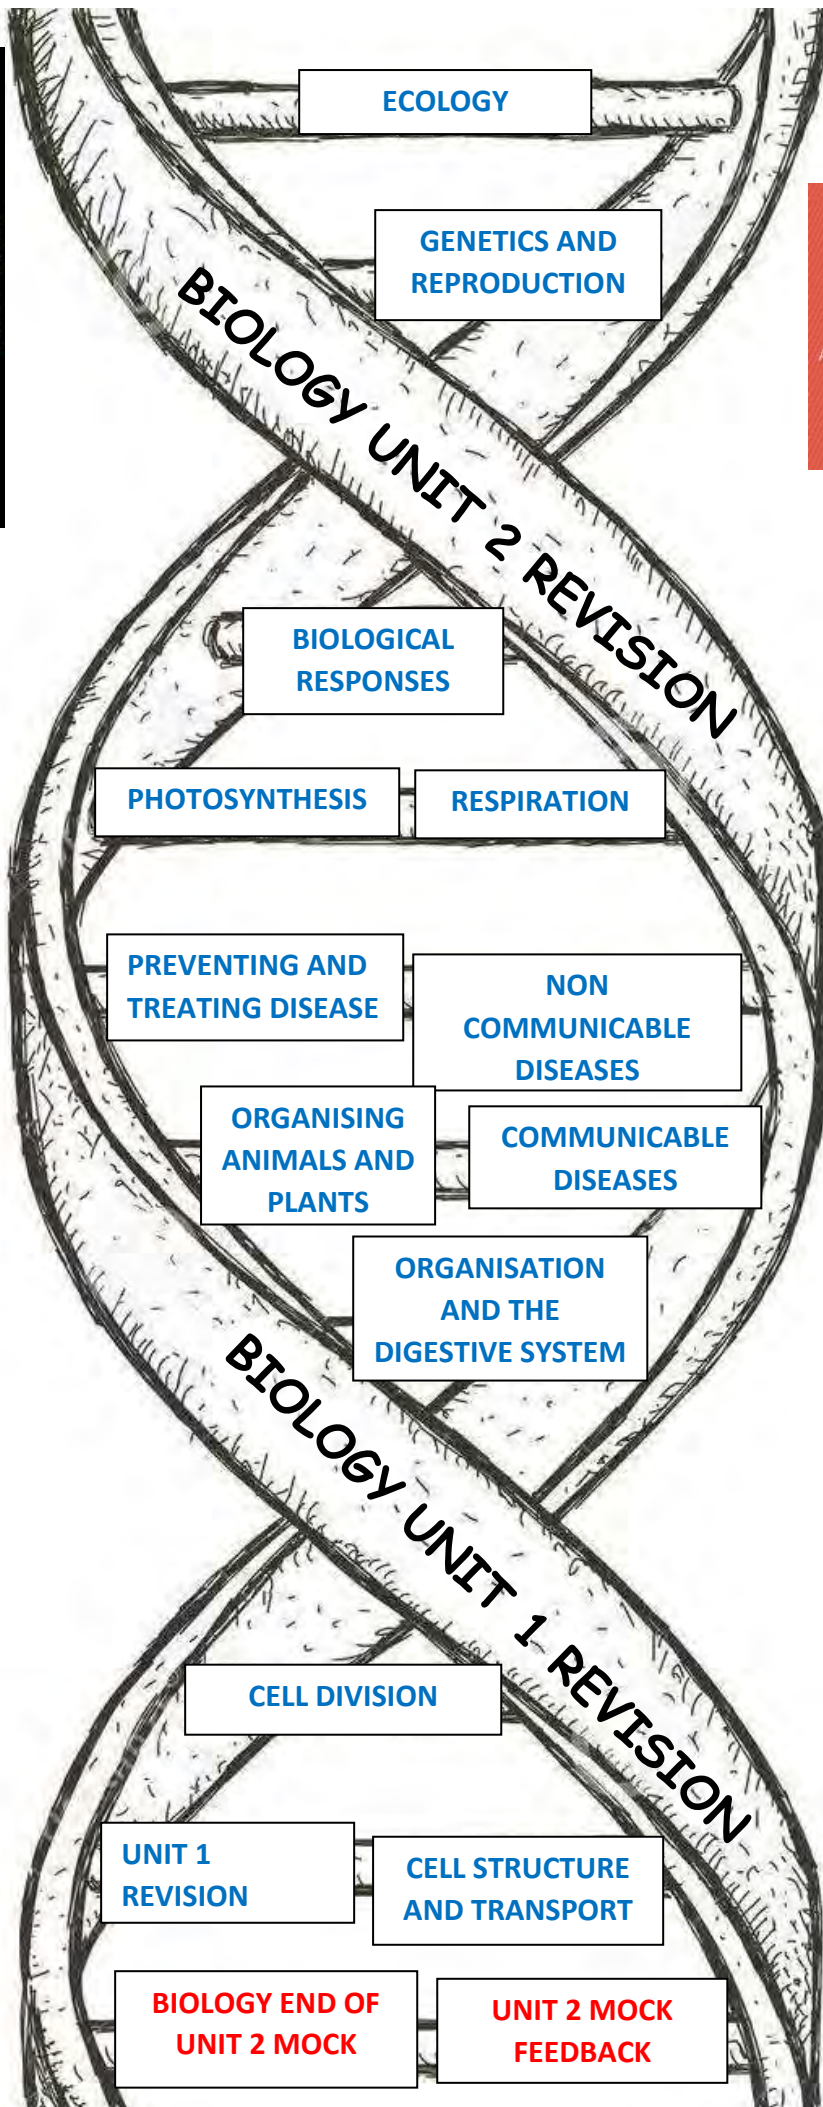 ECOLOGY
GENETICS AND
REPRODUCTION
BIOLOGY UNIT 2 REVISION
BIOLOGICAL
RESPONSES
PHOTOSYNTHESIS
RESPIRATION
PREVENTING AND
TREATING DISEASE
NON
COMMUNICABLE
DISEASES
ORGANISING
ANIMALS AND
PLANTS
COMMUNICABLE
DISEASES
ORGANISATION
AND THE
DIGESTIVE SYSTEM
BIOLOGY UNIT 1 REVISION
CELL DIVISION
UNIT 1
REVISION
CELL STRUCTURE
AND TRANSPORT
BIOLOGY END OF
UNIT 2 MOCK
UNIT 2 MOCK
FEEDBACK